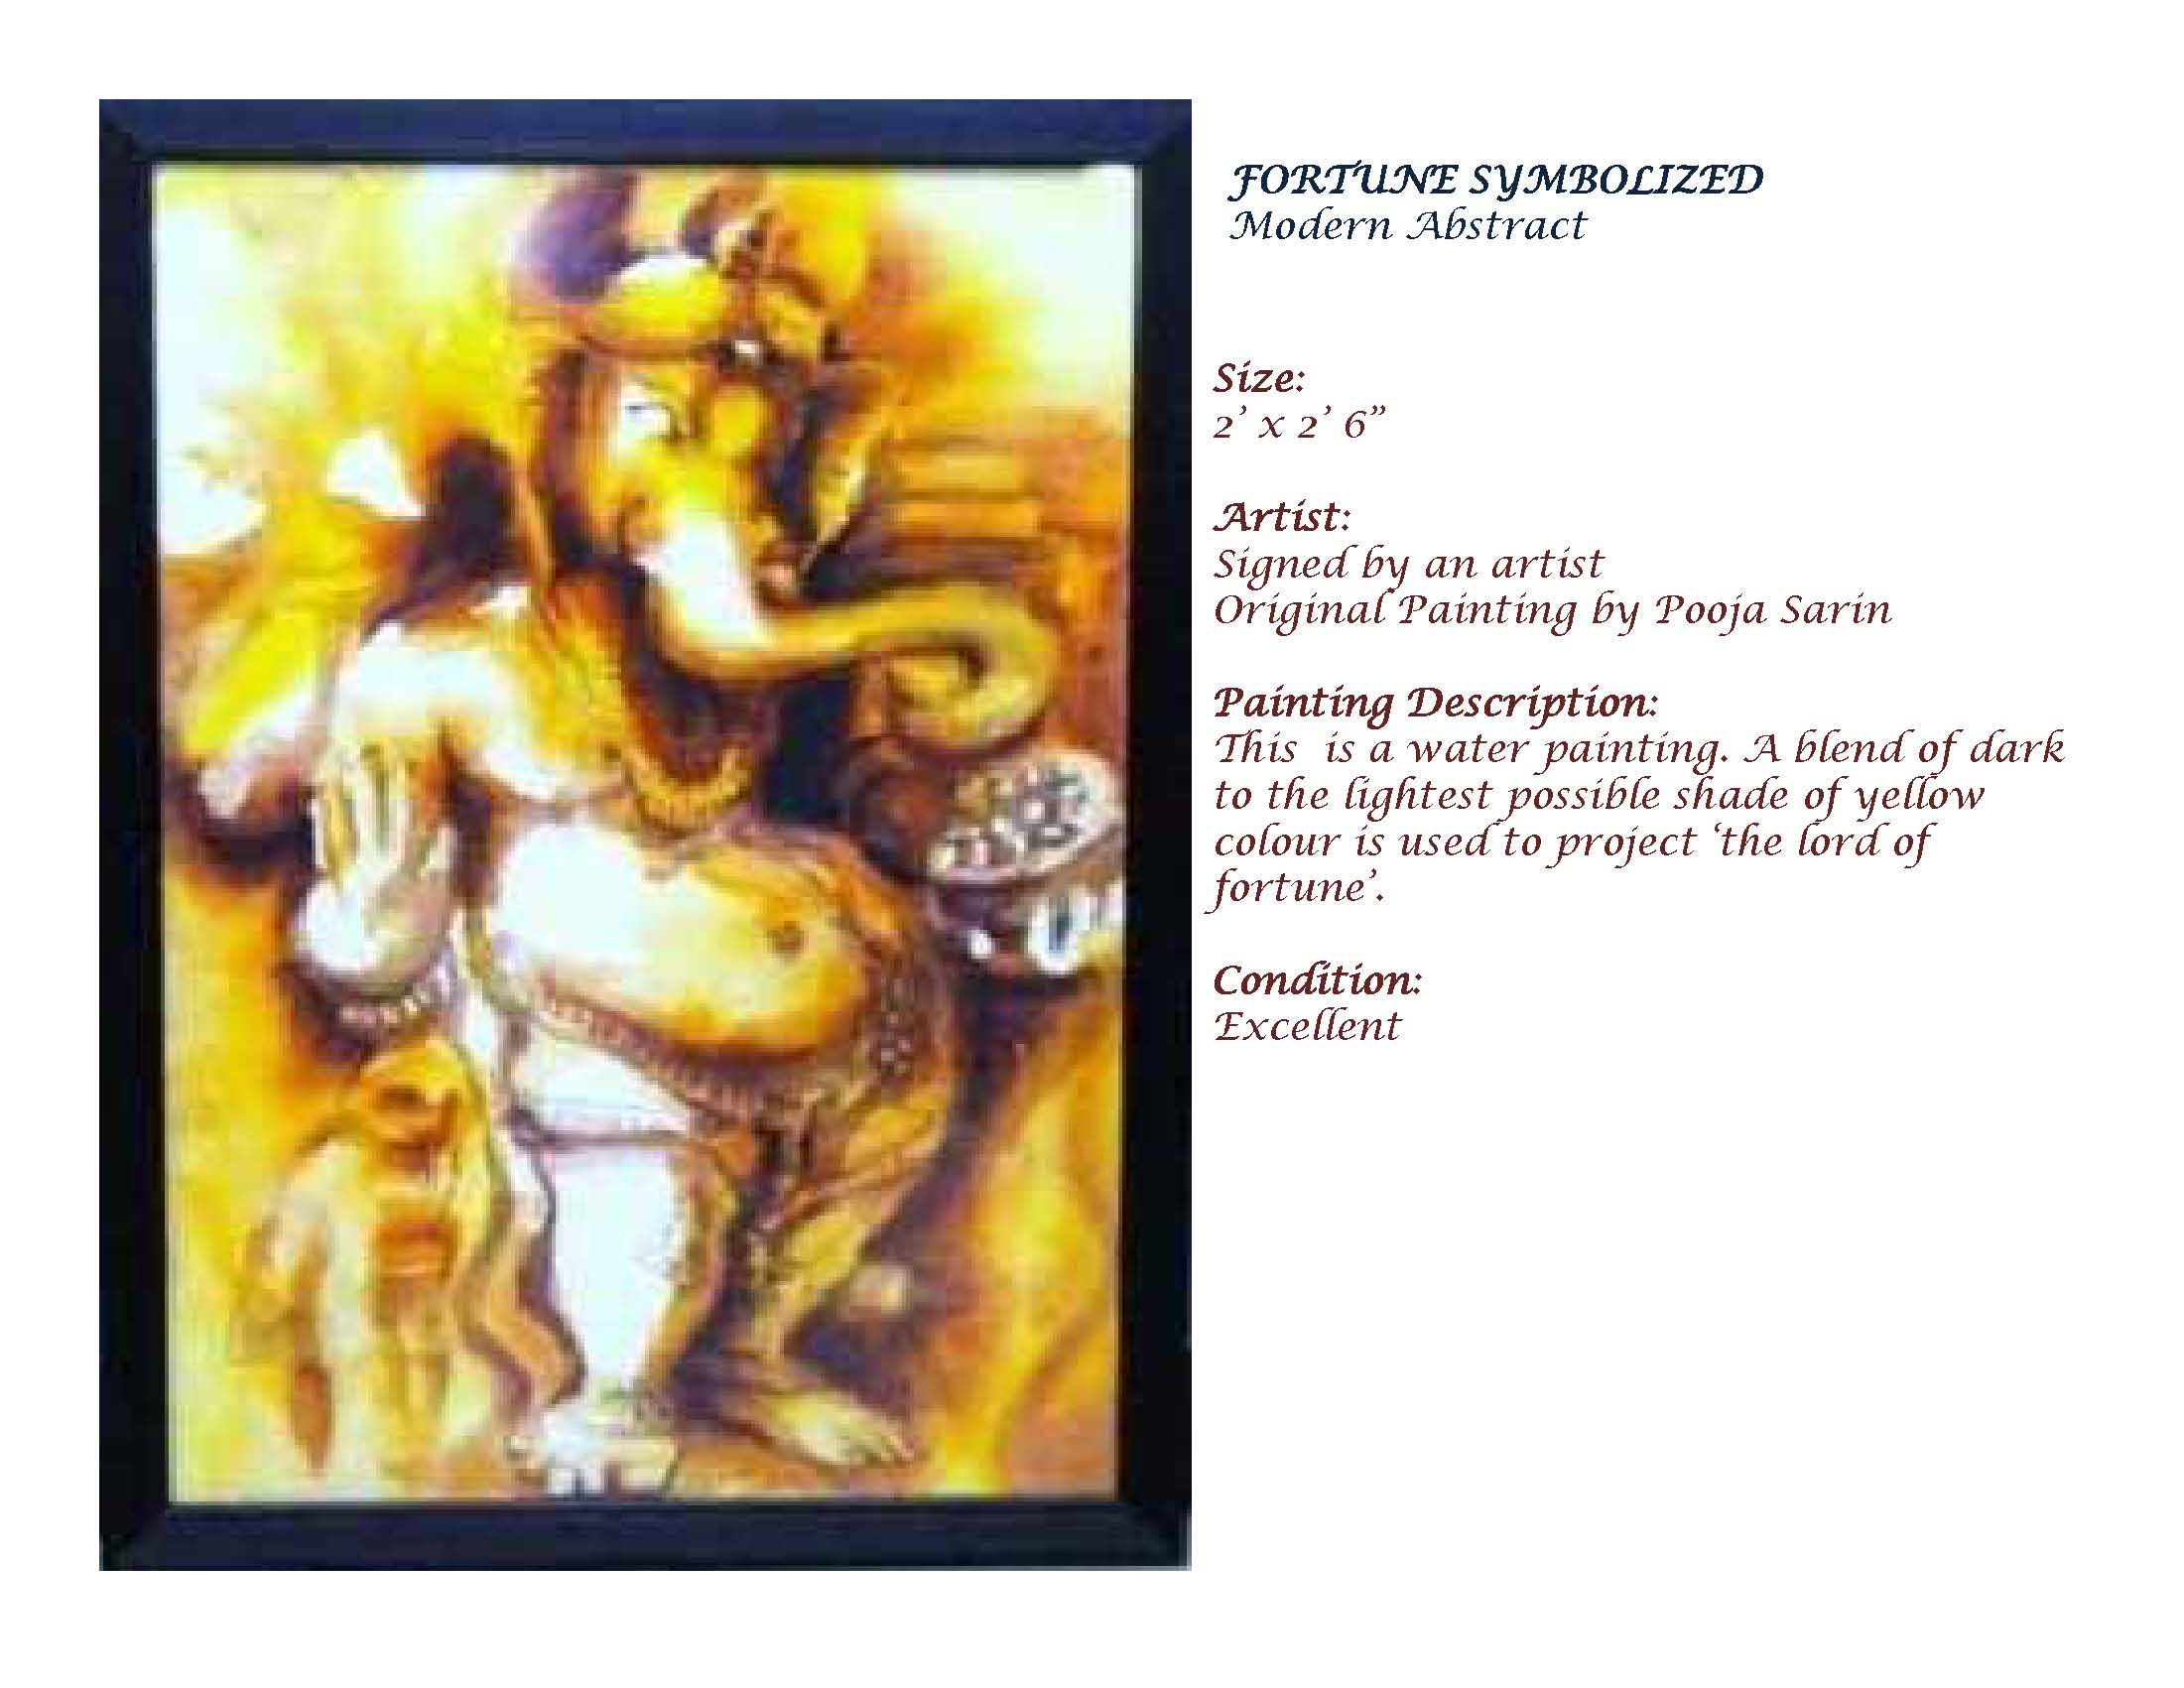 FORTUNE SYMBOLIZED
Modern Abstract
Size:
2’ x 2’ 6”
Artist:
Signed by an artist
Original Painting by Pooja Sarin
Painting Description:
This  is a water painting. A blend of dark
to the lightest possible shade of yellow
colour is used to project ‘the lord of
fortune’.
Condition:
Excellent